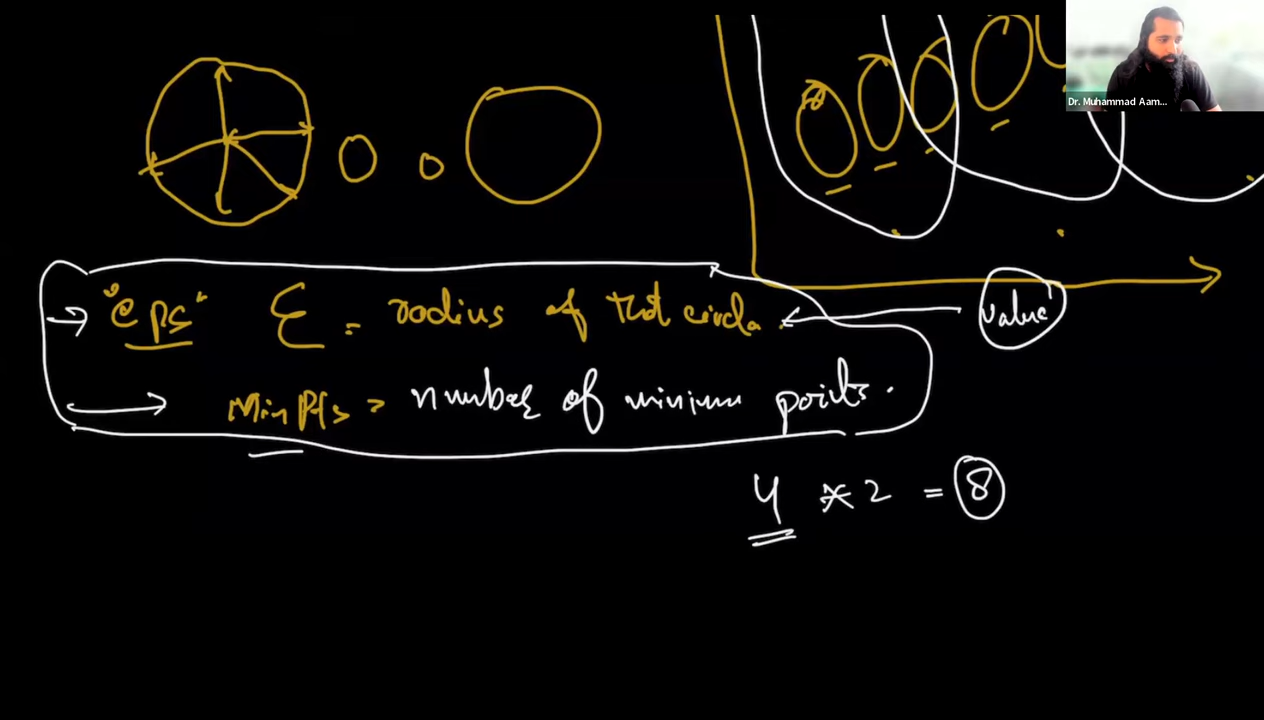 Dr. Muhammad Aam...
"eps" Ɛ = radius of that circle.
value
MinPts = number of minimum points.
4 * 2 = 8